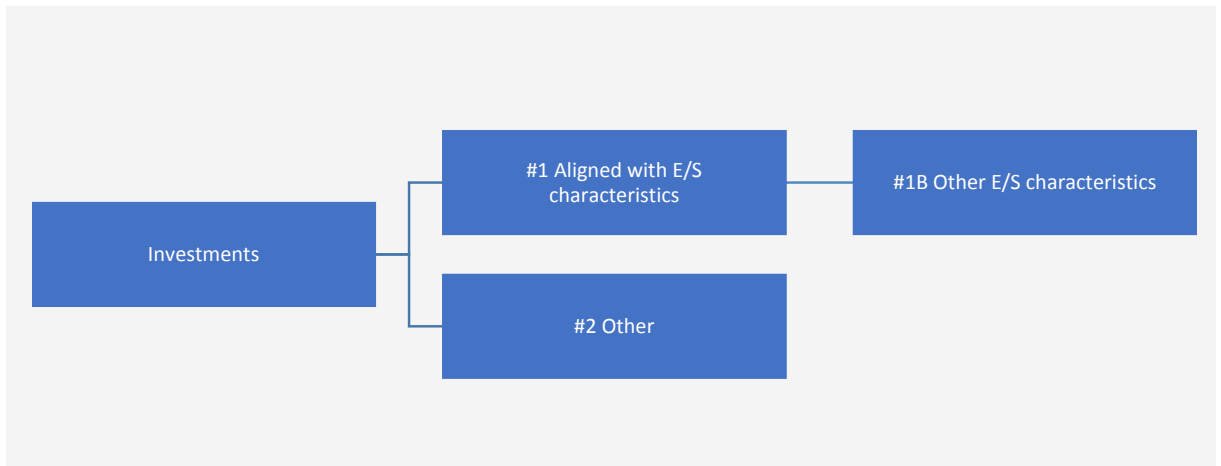 #1 Aligned with E/S
characteristics
#1B Other E/S characteristics
Investments
#2 Other